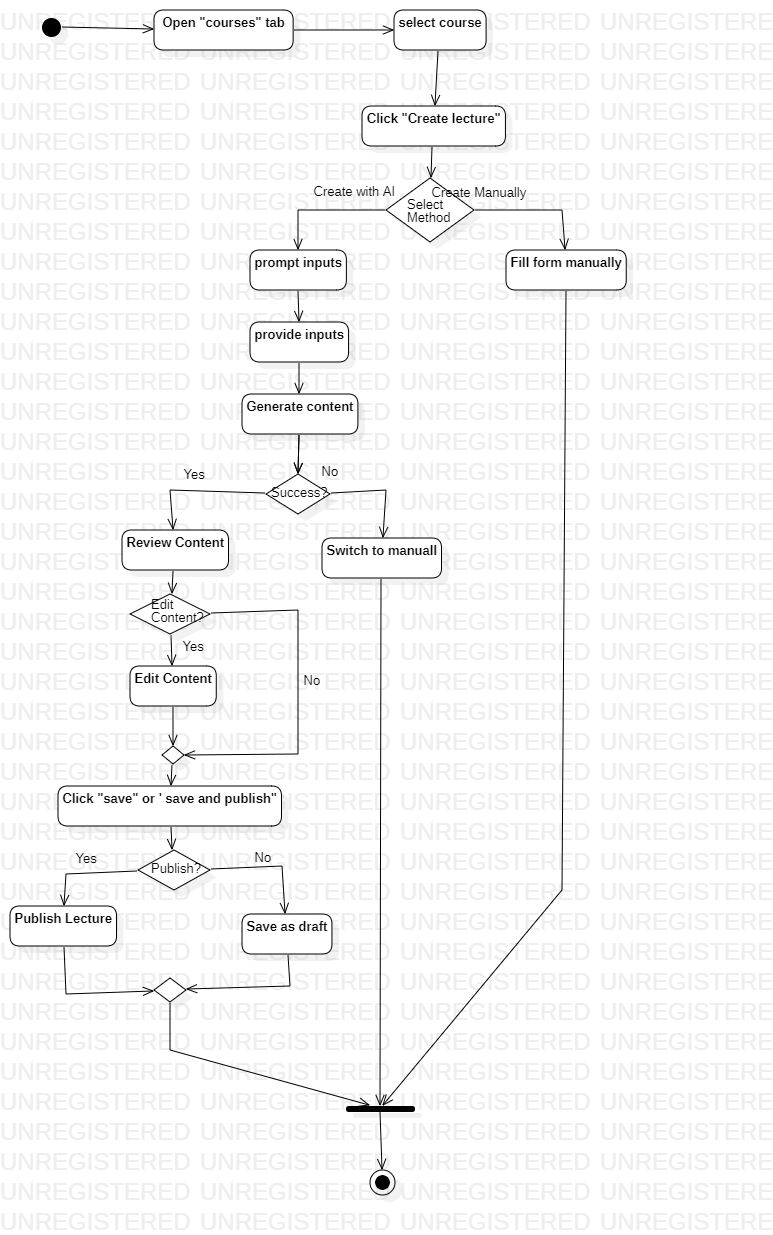 Open "courses" tab
select course
Click "Create lecture"
Create with AI
Create Manually
Select
Method
prompt inputs
Fill form manually
provide inputs
Generate content
Yes
No
Success?
Review Content
Switch to manuall
Edit
Content?
Yes
Edit Content
No
Click "save" or ' save and publish"
Yes
No
Publish?
Publish Lecture
Save as draft
UNREGISTERED